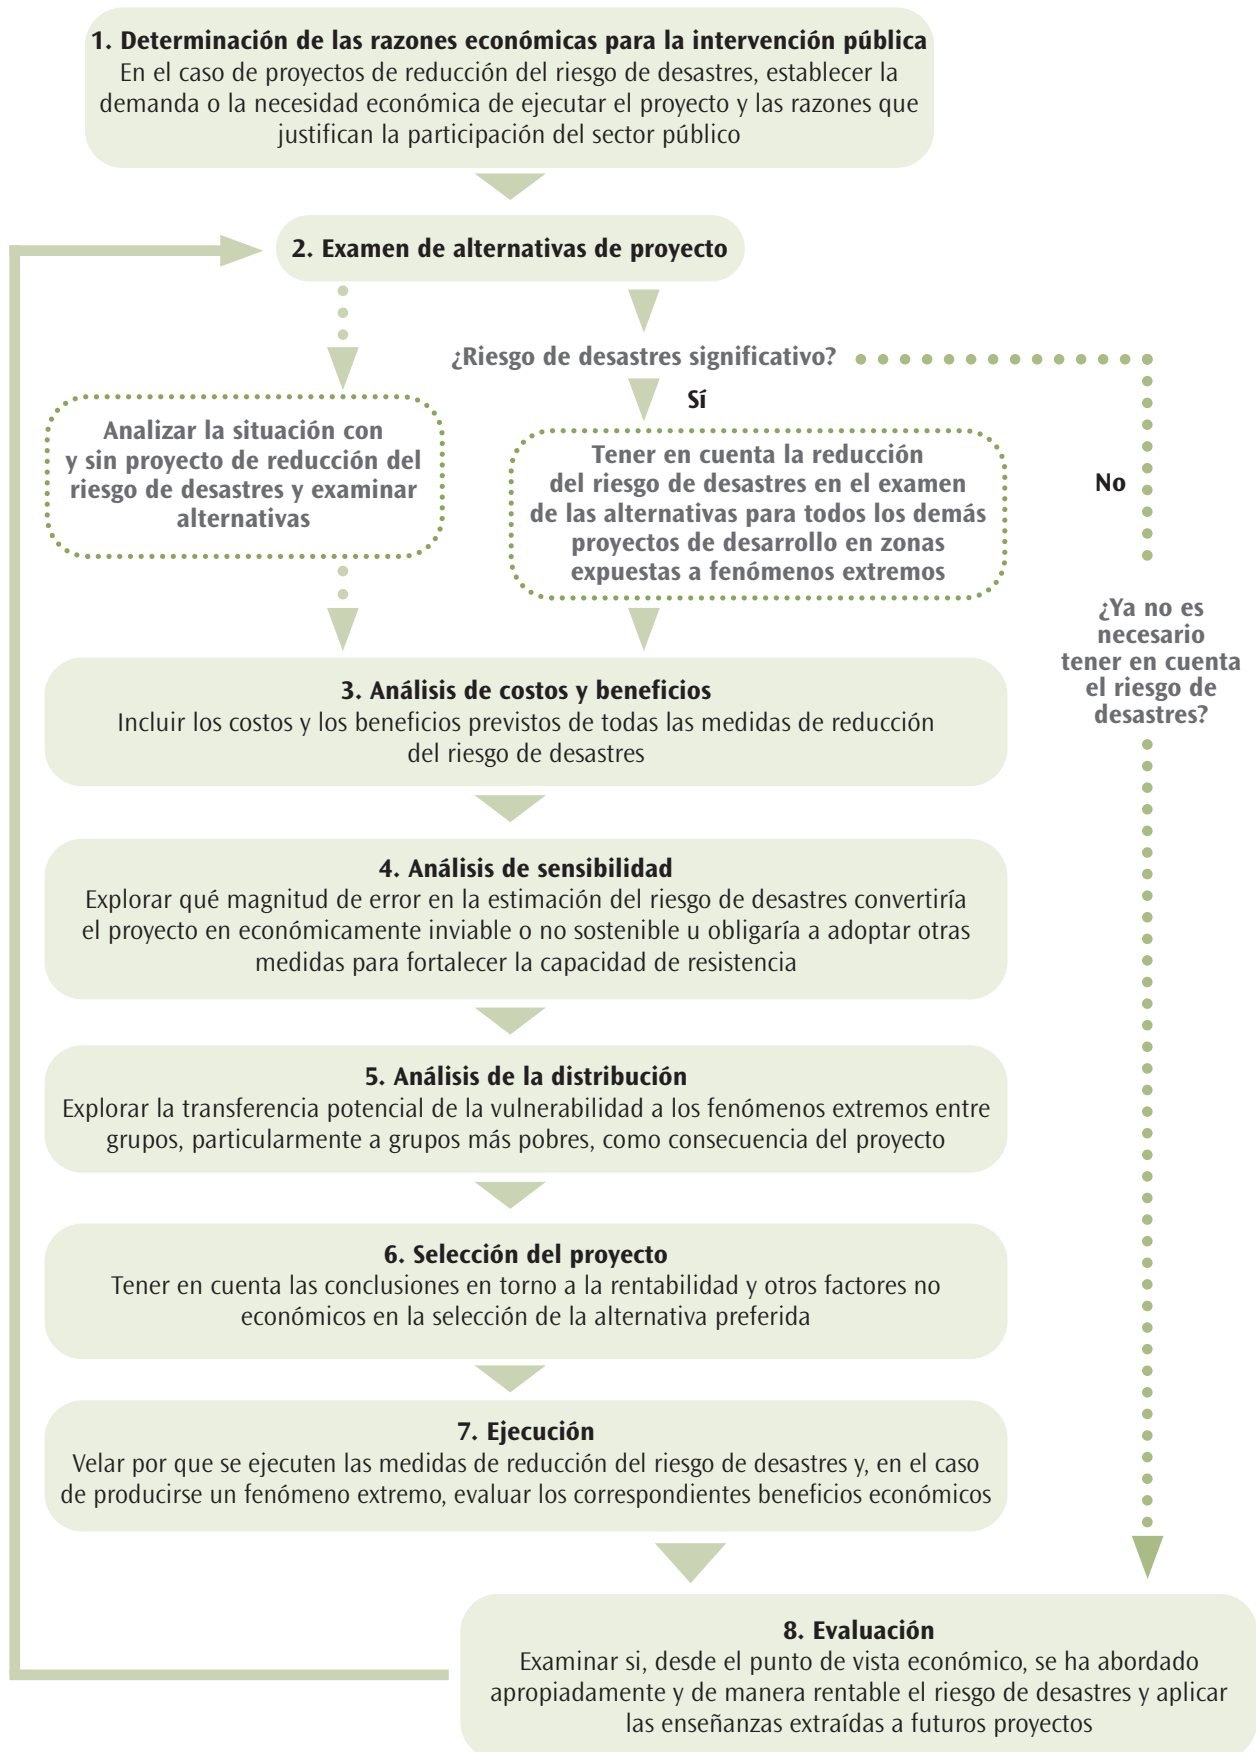 1. Determinación de las razones económicas para la intervención pública
En el caso de proyectos de reducción del riesgo de desastres, establecer la
demanda o la necesidad económica de ejecutar el proyecto y las razones que
justifican la participación del sector público
2. Examen de alternativas de proyecto
¿Riesgo de desastres significativo?
Sí
Analizar la situación con
y sin proyecto de reducción del
riesgo de desastres y examinar
alternativas
Tener en cuenta la reducción
del riesgo de desastres en el examen
de las alternativas para todos los demás
proyectos de desarrollo en zonas
expuestas a fenómenos extremos
No
¿Ya no es
necesario
tener en cuenta
el riesgo de
desastres?
3. Análisis de costos y beneficios
Incluir los costos y los beneficios previstos de todas las medidas de reducción
del riesgo de desastres
4. Análisis de sensibilidad
Explorar qué magnitud de error en la estimación del riesgo de desastres convertiría
el proyecto en económicamente inviable o no sostenible u obligaría a adoptar otras
medidas para fortalecer la capacidad de resistencia
5. Análisis de la distribución
Explorar la transferencia potencial de la vulnerabilidad a los fenómenos extremos entre
grupos, particularmente a grupos más pobres, como consecuencia del proyecto
6. Selección del proyecto
Tener en cuenta las conclusiones en torno a la rentabilidad y otros factores no
económicos en la selección de la alternativa preferida
7. Ejecución
Velar por que se ejecuten las medidas de reducción del riesgo de desastres y, en el caso
de producirse un fenómeno extremo, evaluar los correspondientes beneficios económicos
8. Evaluación
Examinar si, desde el punto de vista económico, se ha abordado
apropiadamente y de manera rentable el riesgo de desastres y aplicar
las enseñanzas extraídas a futuros proyectos